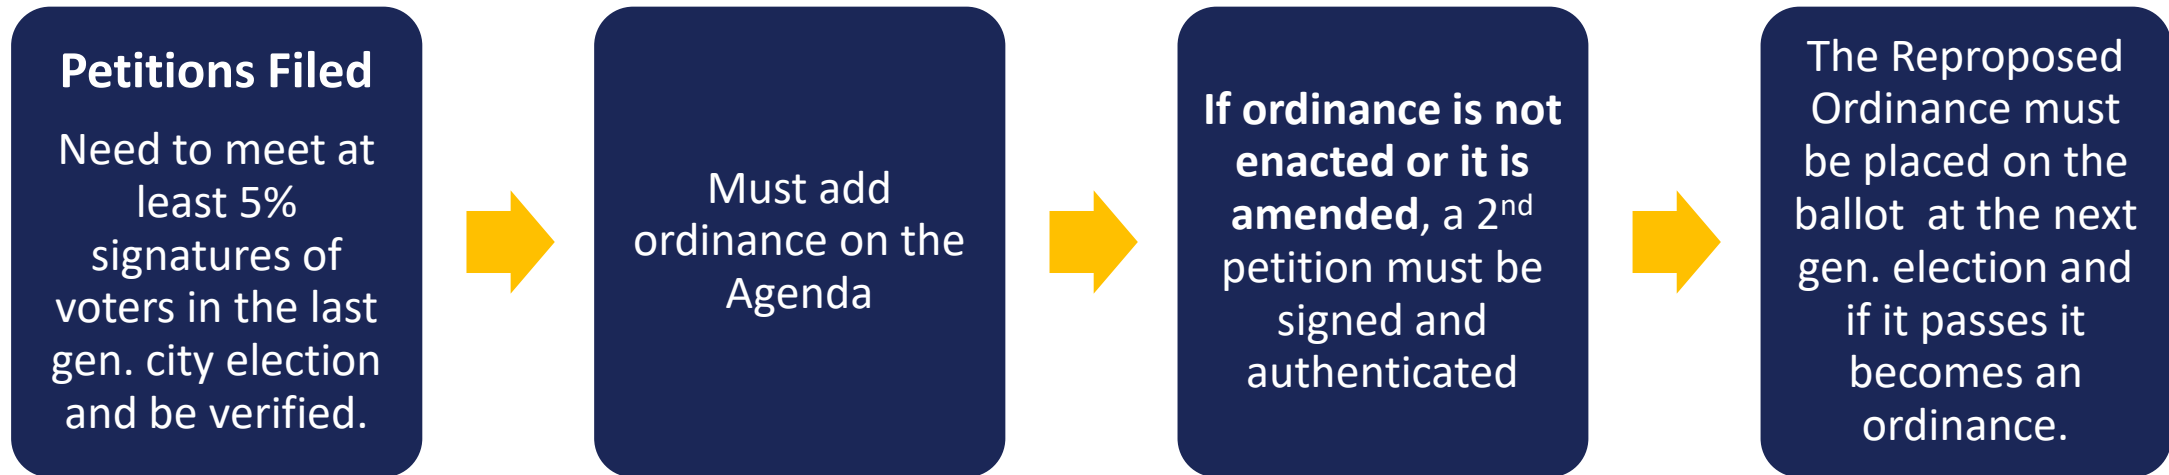 Petitions Filed
Need to meet at
least 5%
signatures of
voters in the last
gen. city election
and be verified.
Must add
ordinance on the
Agenda
If ordinance is not
enacted or it is
amended, a 2nd
petition must be
signed and
authenticated
The Reproposed
Ordinance must
be placed on the
ballot at the next
gen. election and
if it passes it
becomes an
ordinance.